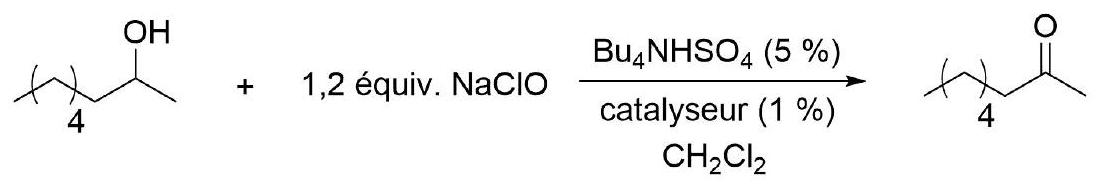 OH
4
+
1,2 équiv. NaClO
Bu₄NHSO₄ (5 %)
catalyseur (1 %)
CH₂Cl₂
O
4